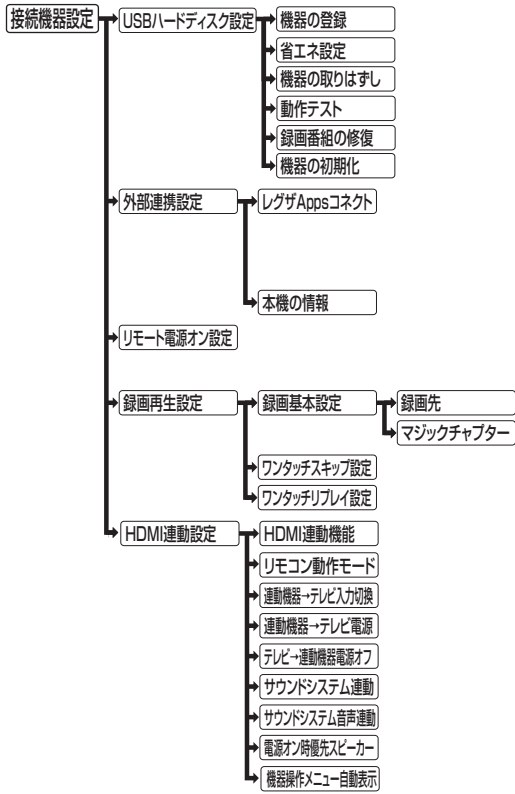 接続機器設定
USBハードディスク設定
機器の登録
省エネ設定
機器の取りはずし
動作テスト
録画番組の修復
機器の初期化
外部連携設定
レグザAppsコネクト
本機の情報
リモート電源オン設定
録画再生設定
録画基本設定
録画先
マジックチャプター
ワンタッチスキップ設定
ワンタッチリプレイ設定
HDMI連動設定
HDMI連動機能
リモコン動作モード
連動機器→テレビ入力切換
連動機器→テレビ電源
テレビ→連動機器電源オフ
サウンドシステム連動
サウンドシステム音声連動
電源オン時優先スピーカー
機器操作メニュー自動表示